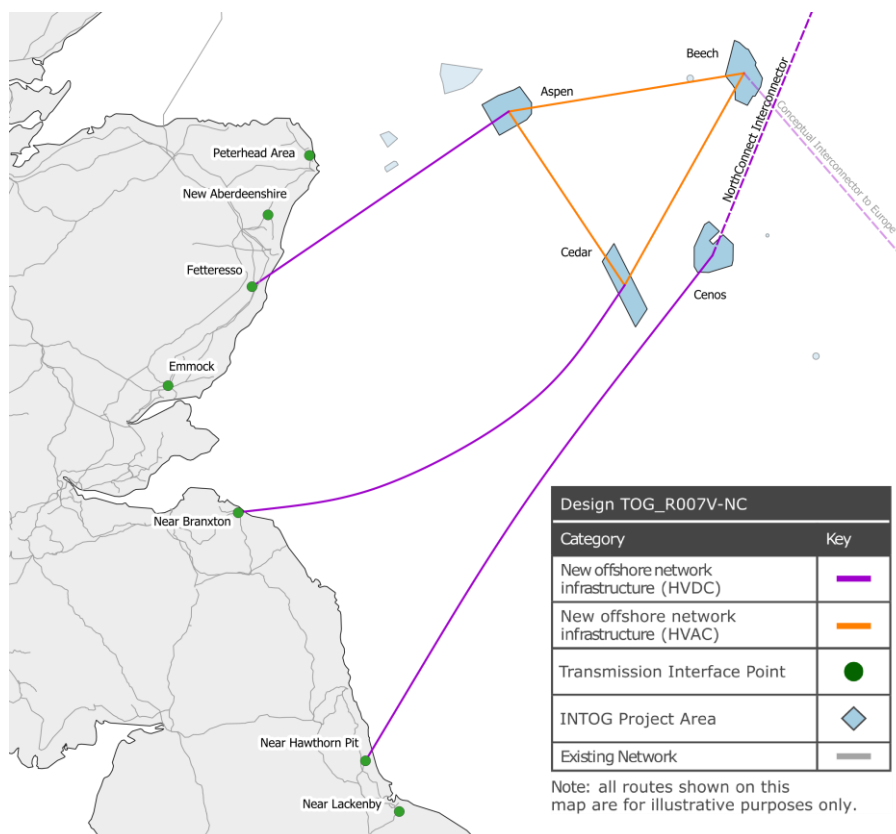 Beech
Aspen
NorthConnect Interconnector
Conceptual Interconnector to Europe
Peterhead Area
New Aberdeenshire
Cedar
Fetteresso
Cenos
Emmock
Near Branxton
Near Hawthorn Pit
Near Lackenby
Design TOG_R007V-NC
Category Key
New offshore network
infrastructure (HVDC)
New offshore network
infrastructure (HVAC)
Transmission Interface Point
INTOG Project Area
Existing Network
Note: all routes shown on this
map are for illustrative purposes only.